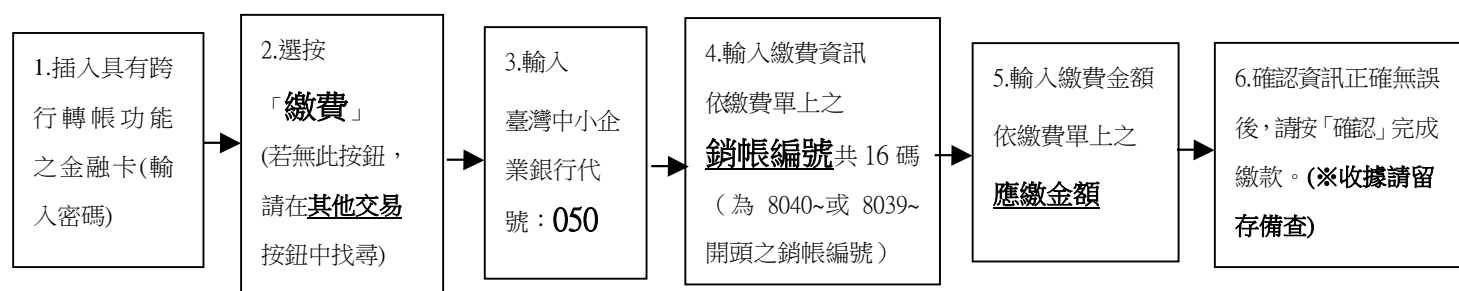 1.插入具有跨
行轉帳功能
之金融卡(輸
入密碼)
2.選按
「繳費」
(若無此按鈕，
請在其他交易
按鈕中找尋)
3.輸入
臺灣中小企
業銀行代
號：050
4.輸入繳費資訊
依繳費單上之
銷帳編號共 16 碼
（為 8040~或 8039~
開頭之銷帳編號）
5.輸入繳費金額
依繳費單上之
應繳金額
6.確認資訊正確無誤
後，請按「確認」完成
繳款。(※收據請留
存備查)